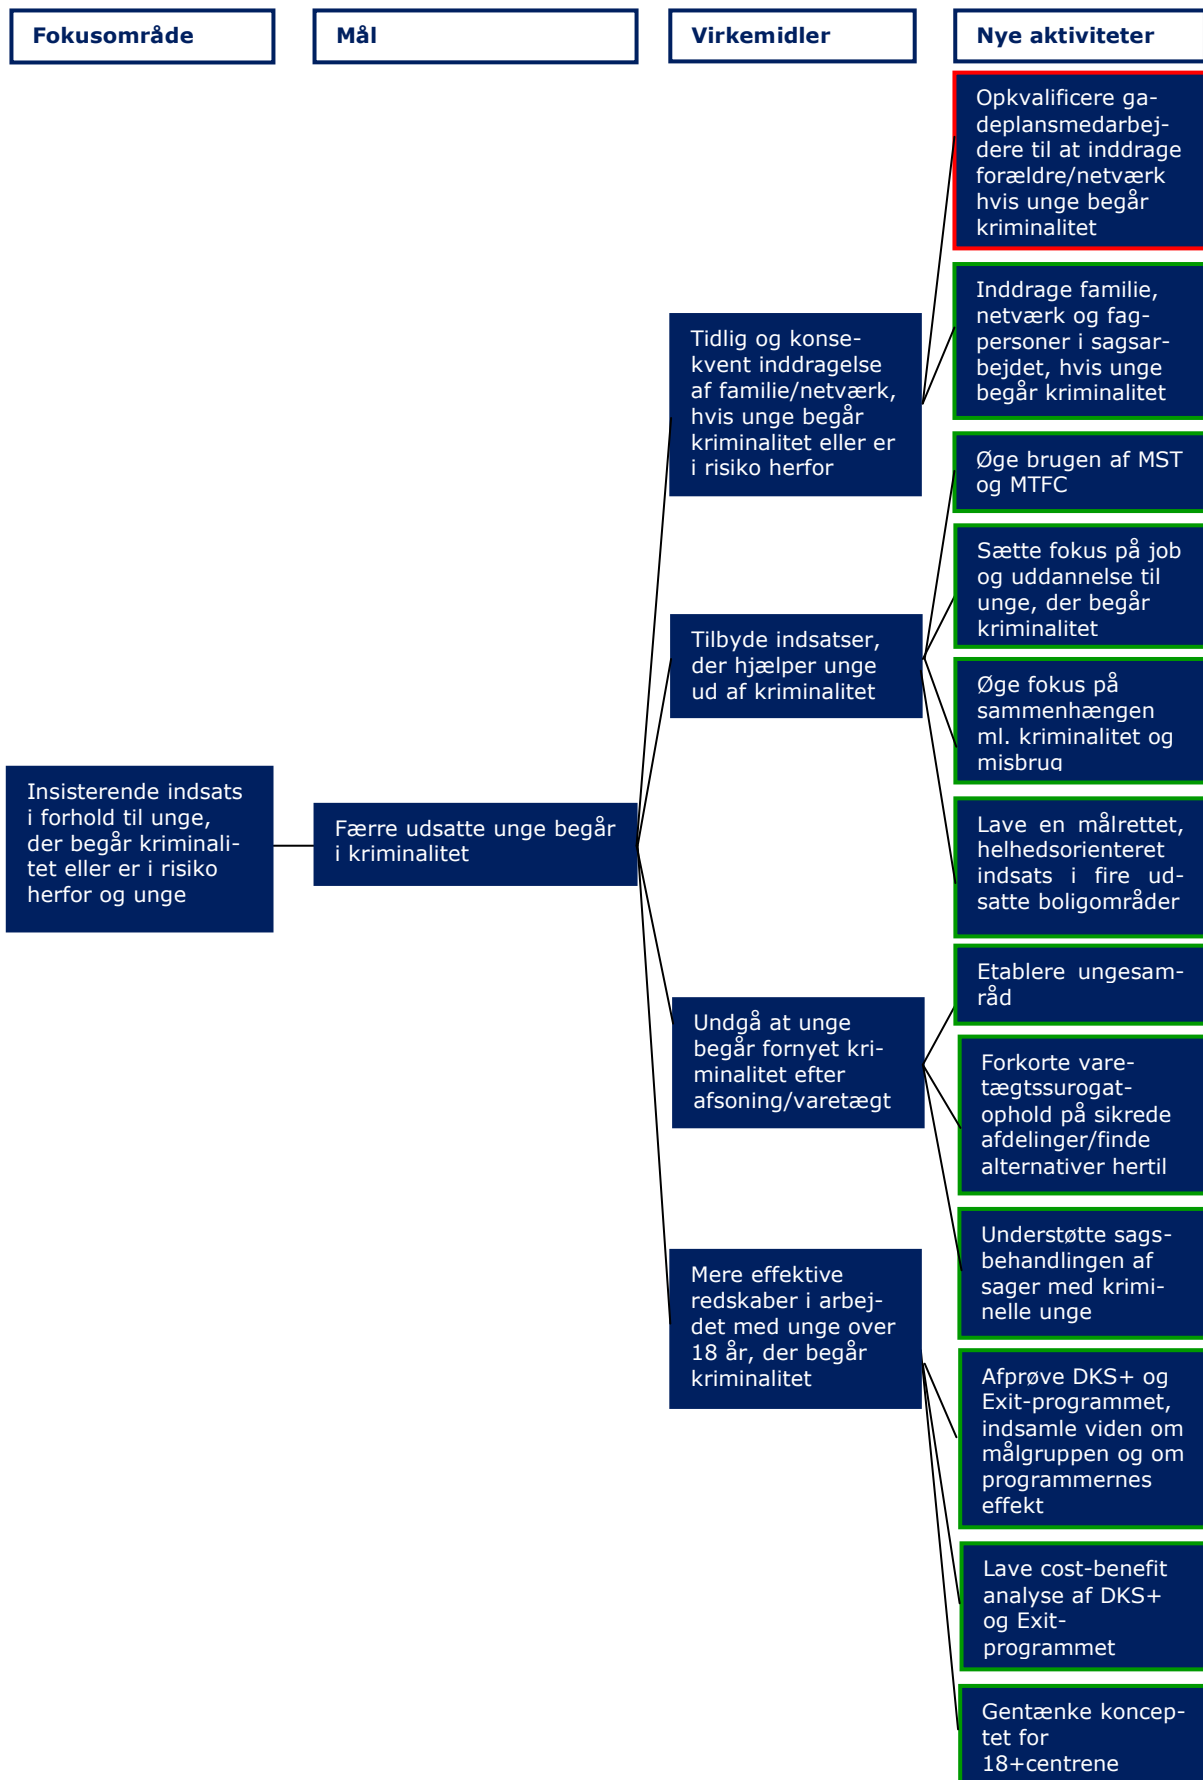 Fokusområde
Mål
Virkemidler
Nye aktiviteter
Insisterende indsats
i forhold til unge,
der begår kriminali-
tet eller er i risiko
herfor og unge
Færre udsatte unge begår
i kriminalitet
Tidlig og konse-
kvent inddragelse
af familie/netværk,
hvis unge begår
kriminalitet eller er
i risiko herfor
Tilbyde indsatser,
der hjælper unge
ud af kriminalitet
Undgå at unge
begår fornyet kri-
minalitet efter
afsoning/varetægt
Mere effektive
redskaber i arbej-
det med unge over
18 år, der begår
kriminalitet
Opkvalificere ga-
deplansmedarbej-
dere til at inddrage
forældre/netværk
hvis unge begår
kriminalitet
Inddrage familie,
netværk og fag-
personer i sagsar-
bejdet, hvis unge
begår kriminalitet
Øge brugen af MST
og MTFC
Sætte fokus på job
og uddannelse til
unge, der begår
kriminalitet
Øge fokus på
sammenhængen
ml. kriminalitet og
misbrug
Lave en målrettet,
helhedsorienteret
indsats i fire ud-
satte boligområder
Etablere ungesam-
råd
Forkorte vare-
tægtssurogat-
ophold på sikrede
afdelinger/finde
alternativer hertil
Understøtte sags-
behandlingen af
sager med krimi-
nelle unge
Afprøve DKS+ og
Exit-programmet,
indsamle viden om
målgruppen og om
programmernes
effekt
Lave cost-benefit
analyse af DKS+
og Exit-
programmet
Gentænke koncep-
tet for
18+centrene